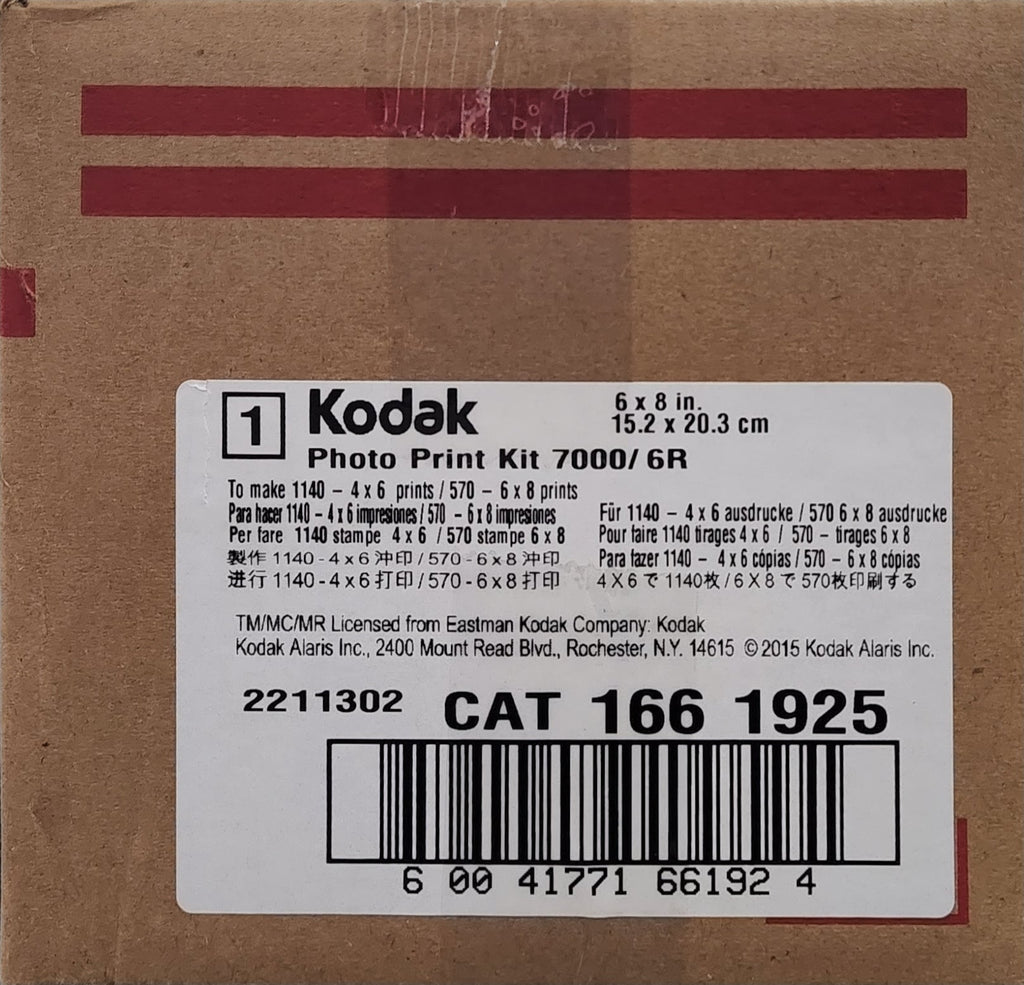 1
Kodak
6 x 8 in.
15.2 x 20.3 cm
Photo Print Kit 7000/ 6R
To make 1140 – 4 x 6 prints / 570 – 6 x 8 prints
Para hacer 1140 – 4 x 6 impresiones / 570 – 6 x 8 impresiones
Per fare 1140 stampe 4 x 6 / 570 stampe 6 x 8
製作 1140 - 4 x 6 沖印 / 570 - 6 x 8 沖印
进行 1140 - 4 x 6 打印 / 570 - 6 x 8 打印
Für 1140 – 4 x 6 ausdrucke / 570 6 x 8 ausdrucke
Pour faire 1140 tirages 4 x 6 / 570 – tirages 6 x 8
Para fazer 1140 – 4 x 6 cópias / 570 – 6 x 8 cópias
4 X 6 で 1140枚 / 6 X 8 で 570枚印刷する
TM/MC/MR Licensed from Eastman Kodak Company: Kodak
Kodak Alaris Inc., 2400 Mount Read Blvd., Rochester, N.Y. 14615 © 2015 Kodak Alaris Inc.
2211302
CAT 166 1925
6 00 41771 66192 4